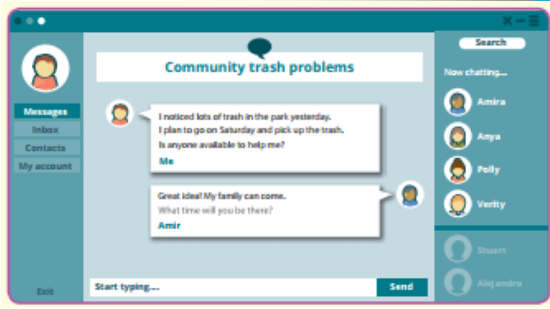 Search
Community trash problems
Now chatting...
Messages
Inbox
Contacts
My account
I noticed lots of trash in the park yesterday.
I plan to go on Saturday and pick up the trash.
Is anyone available to help me?
Me
Great idea! My family can come.
What time will you be there?
Amir
Amira
Anya
Polly
Verity
Stuart
Alejandro
Exit
Start typing....
Send